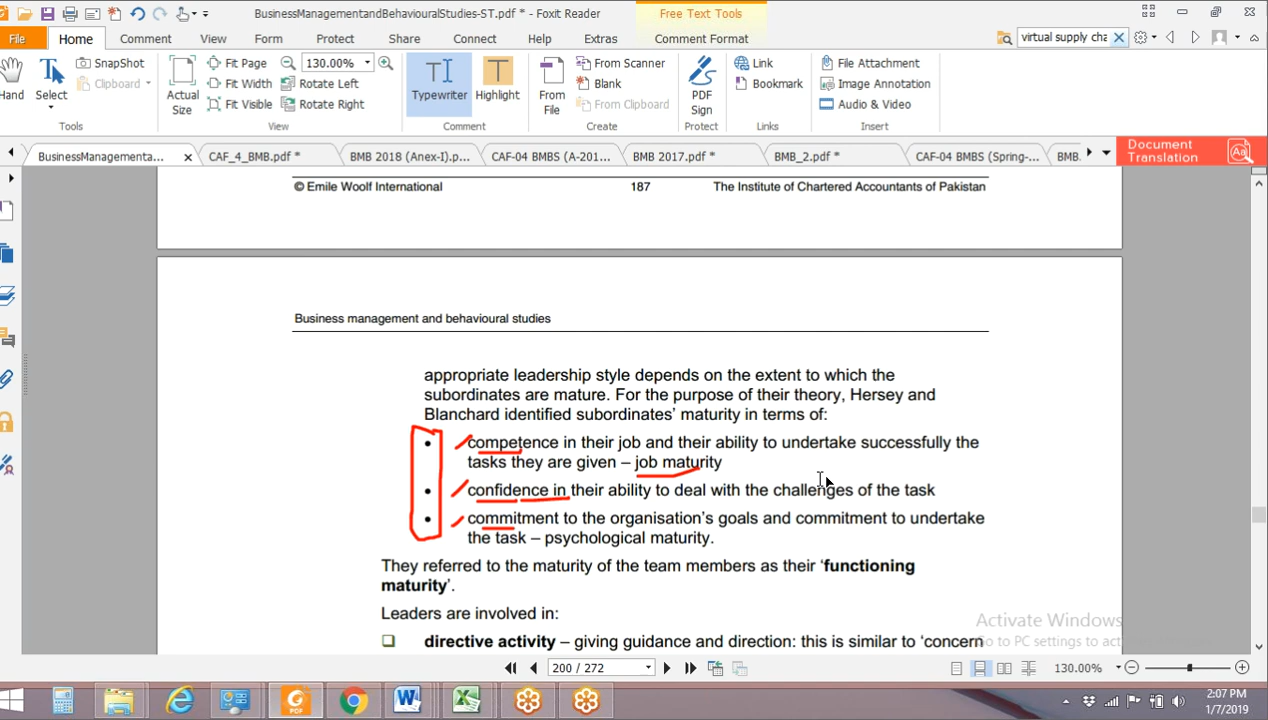 BusinessManagementandBehaviouralStudies-ST.pdf * - Foxit Reader
Free Text Tools
File Home Comment View Form Protect Share Connect Help Extras Comment Format
virtual supply cha
Hand
Select
SnapShot
Clipboard
Tools
Actual Size
Fit Page
Fit Width
Fit Visible
130.00%
Rotate Left
Rotate Right
View
Typewriter
Highlight
Comment
From File
From Scanner
Blank
From Clipboard
Create
PDF Sign
Protect
Link
Bookmark
Links
File Attachment
Image Annotation
Audio & Video
Insert
BusinessManagementa... CAF_4_BMB.pdf * BMB 2018 (Anex-I).p... CAF-04 BMBS (A-201... BMB 2017.pdf * BMB_2.pdf * CAF-04 BMBS (Spring-... BMB.
Document Translation
© Emile Woolf International 187 The Institute of Chartered Accountants of Pakistan
Business management and behavioural studies
appropriate leadership style depends on the extent to which the
subordinates are mature. For the purpose of their theory, Hersey and
Blanchard identified subordinates’ maturity in terms of:
• competence in their job and their ability to undertake successfully the
tasks they are given – job maturity
• confidence in their ability to deal with the challenges of the task
• commitment to the organisation’s goals and commitment to undertake
the task – psychological maturity.
They referred to the maturity of the team members as their ‘functioning
maturity’.
Leaders are involved in:
directive activity – giving guidance and direction: this is similar to ‘concern
Activate Windows
Go to PC settings to act
200 / 272
130.00%
2:07 PM
1/7/2019